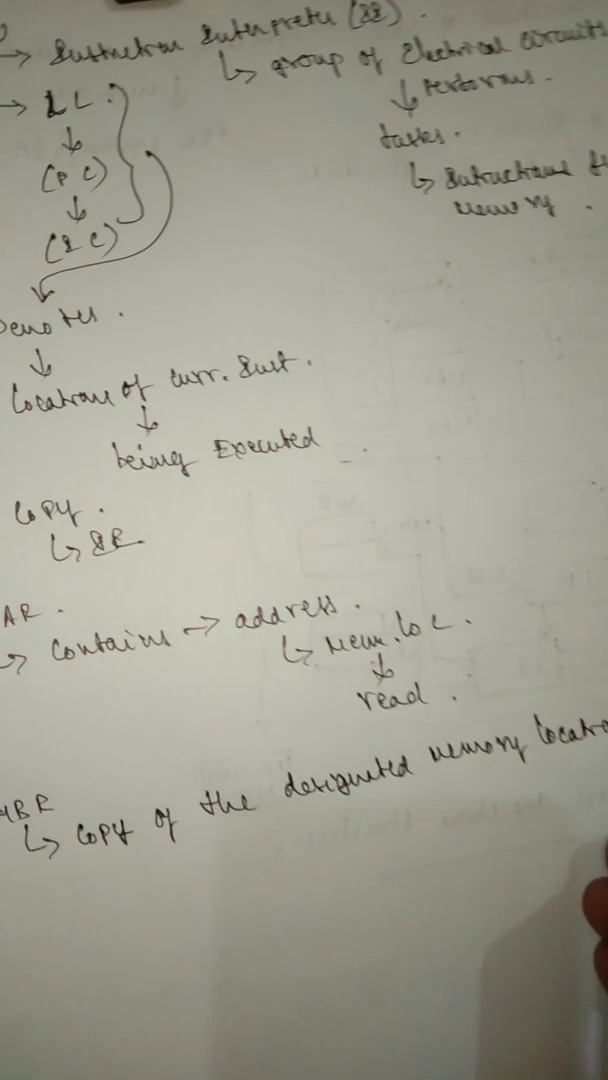 → Instruction Interpreter (II).
↳ group of Electrical circuits
→ IL.
↓ Performs.
↓
tasks.
(PC)
↳ Instructions
↓
memory.
(IC)
↓
Denotes.
↓
Location of curr. Inst.
↓
being Executed
Copy.
↳ IR.
AR.
→ Contains → address.
↳ Mem. loc.
↓
read.
MBR
↳ Copy of the designated memory locatio